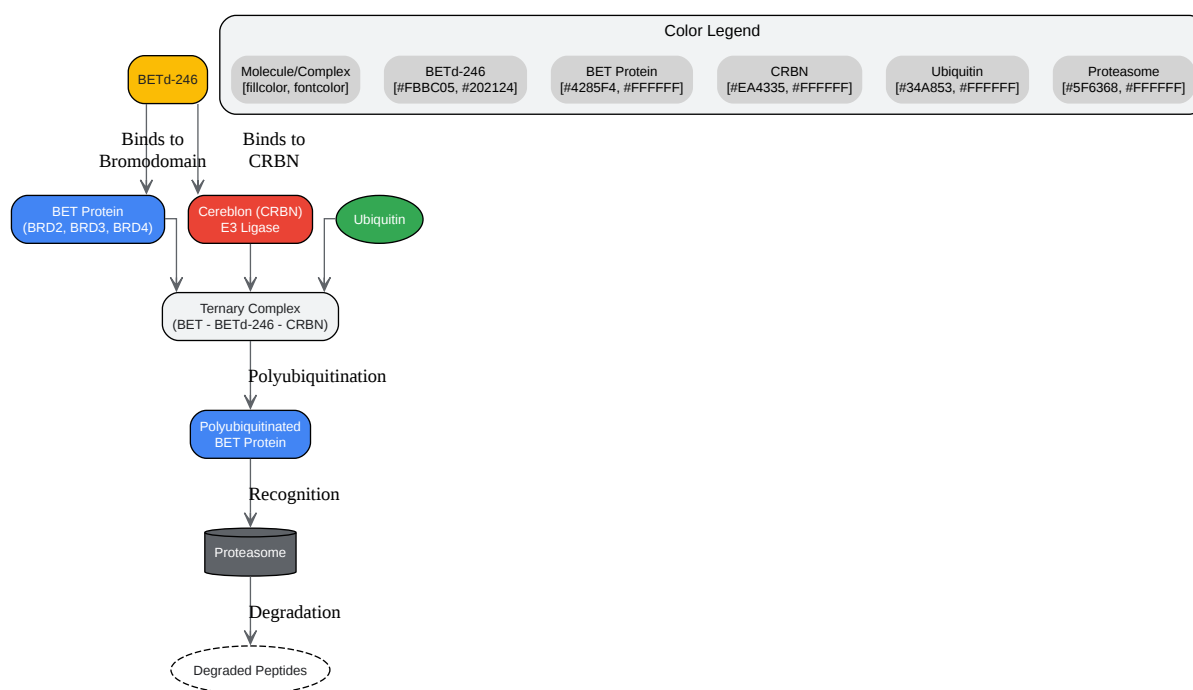 Color Legend
Molecule/Complex
[fillcolor, fontcolor]
BETd-246
[#FBBC05, #202124]
BET Protein
[#4285F4, #FFFFFF]
CRBN
[#EA4335, #FFFFFF]
Ubiquitin
[#34A853, #FFFFFF]
Proteasome
[#5F6368, #FFFFFF]
BETd-246
Binds to
Bromodomain
Binds to
CRBN
BET Protein
(BRD2, BRD3, BRD4)
Cereblon (CRBN)
E3 Ligase
Ubiquitin
Ternary Complex
(BET - BETd-246 - CRBN)
Polyubiquitination
Polyubiquitinated
BET Protein
Recognition
Proteasome
Degradation
Degraded Peptides